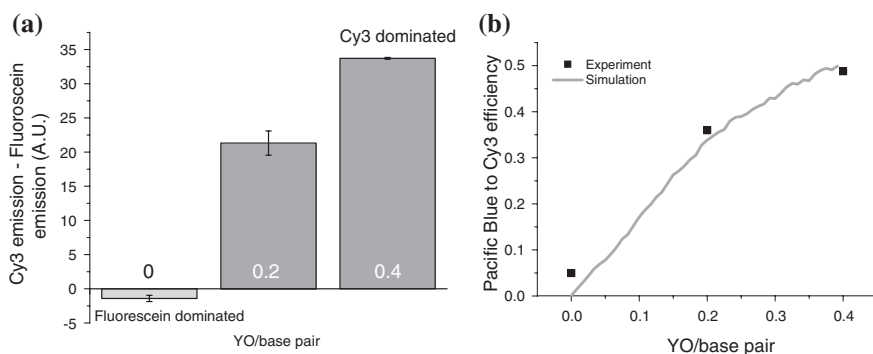 (a)
Cy3 emission - Fluoroscein
emission (A.U.)
35
30
25
20
15
10
5
0
-5
Cy3 dominated
0
0.2
0.4
Fluorescein dominated
YO/base pair
(b)
Pacific Blue to Cy3 efficiency
0.5
0.4
0.3
0.2
0.1
0.0
Experiment
Simulation
0.0
0.1
0.2
0.3
0.4
YO/base pair